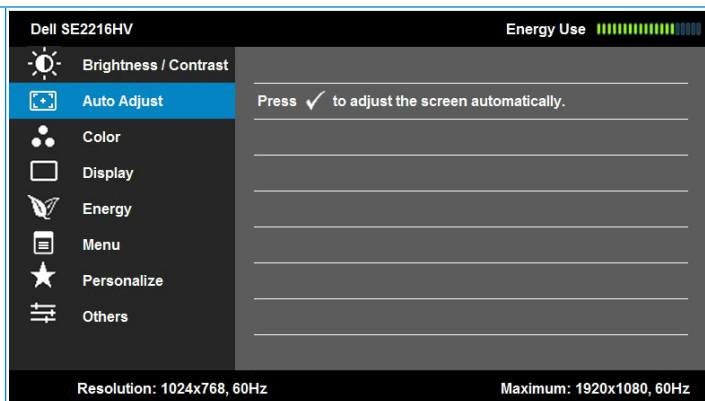 Dell SE2216HV Energy Use
Brightness / Contrast
Auto Adjust Press ✓ to adjust the screen automatically.
Color
Display
Energy
Menu
Personalize
Others
Resolution: 1024x768, 60Hz Maximum: 1920x1080, 60Hz